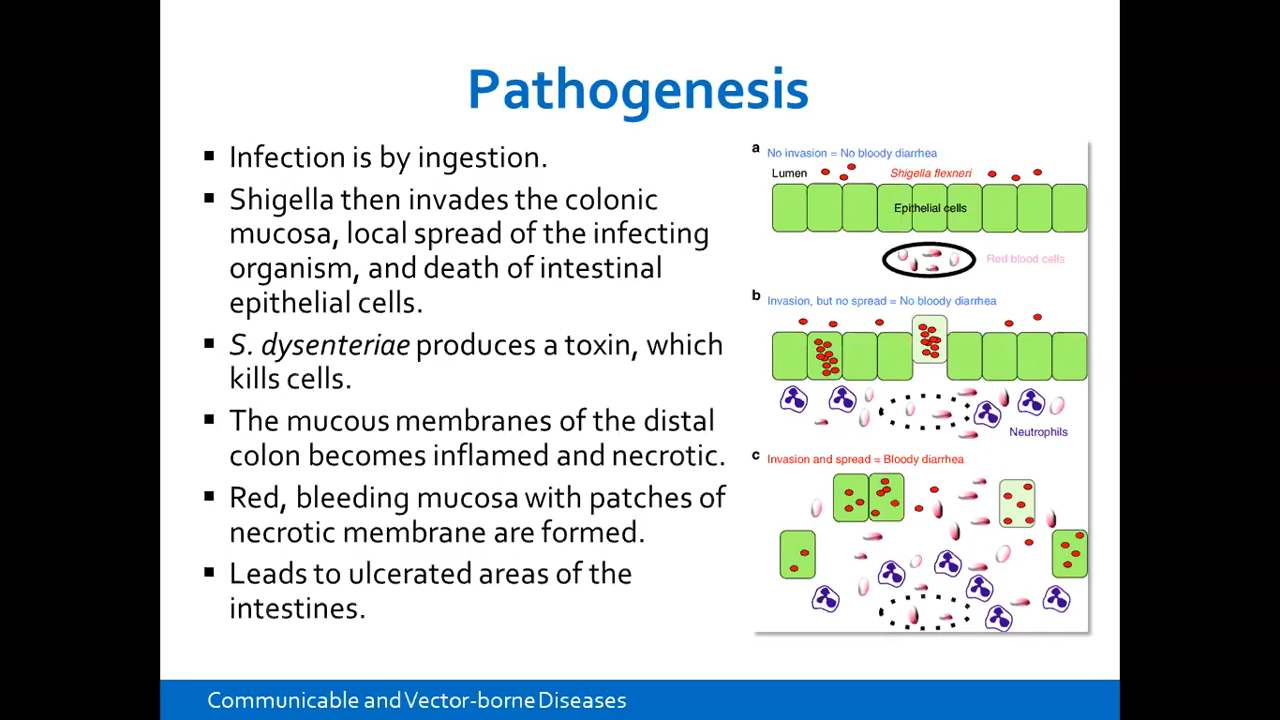 Pathogenesis
▪ Infection is by ingestion.
▪ Shigella then invades the colonic
mucosa, local spread of the infecting
organism, and death of intestinal
epithelial cells.
▪ S. dysenteriae produces a toxin, which
kills cells.
▪ The mucous membranes of the distal
colon becomes inflamed and necrotic.
▪ Red, bleeding mucosa with patches of
necrotic membrane are formed.
▪ Leads to ulcerated areas of the
intestines.
a No invasion = No bloody diarrhea
Lumen Shigella flexneri
Epithelial cells
Red blood cells
b Invasion, but no spread = No bloody diarrhea
Neutrophils
c Invasion and spread = Bloody diarrhea
Communicable and Vector-borne Diseases